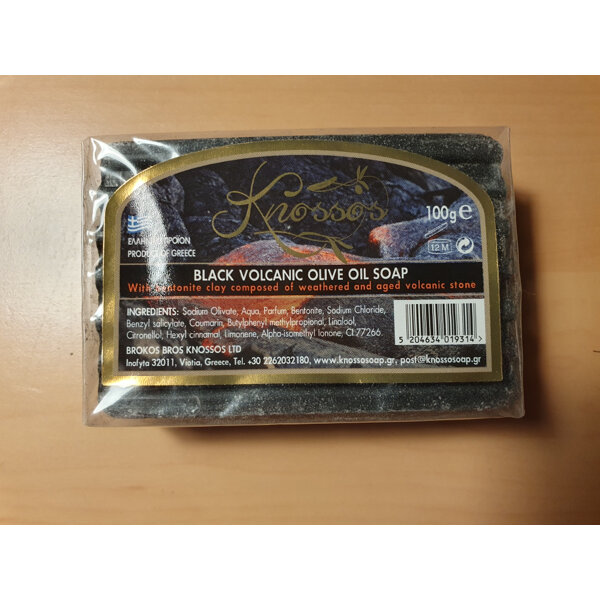 Knossos
100g ℮
ΕΛΛΗΝΙΚΟ ΠΡΟΪΟΝ
PRODUCT OF GREECE
12 M
BLACK VOLCANIC OLIVE OIL SOAP
With bentonite clay composed of weathered and aged volcanic stone
INGREDIENTS: Sodium Olivate, Aqua, Parfum, Bentonite, Sodium Chloride,
Benzyl salicylate, Coumarin, Butylphenyl methylpropional, Linalool,
Citronellol, Hexyl cinnamal, Limonene, Alpha-isomethyl Ionone, CI 77266.
BROKOS BROS KNOSSOS LTD
Inofyta 32011, Viotia, Greece, Tel. +30 2262032180, www.knossosoap.gr, post@knossosoap.gr
5 204634 019314 >